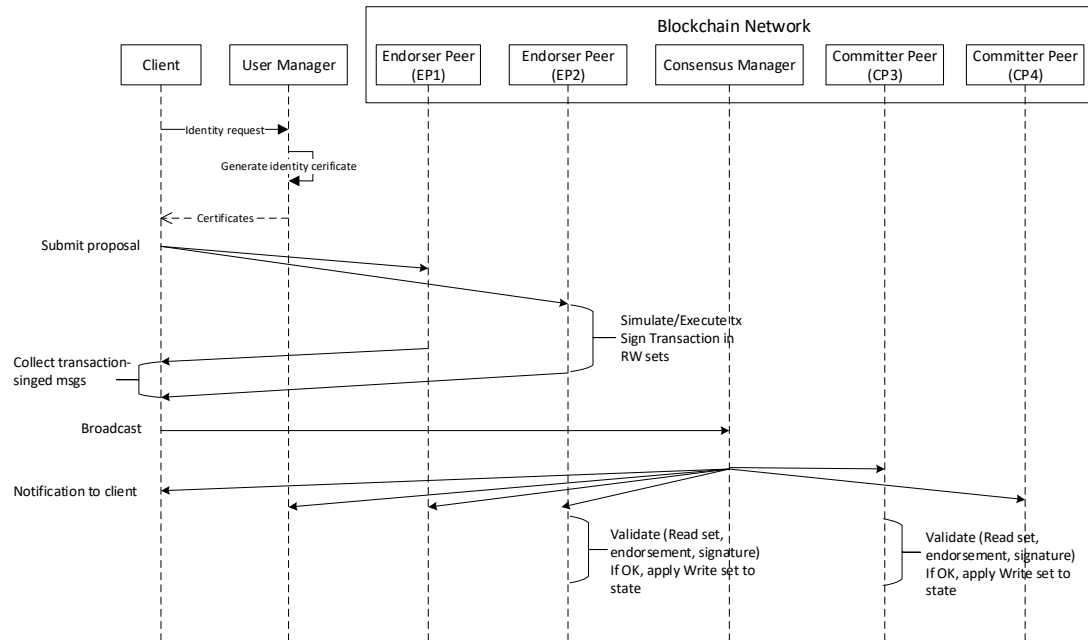 Blockchain Network
Client
User Manager
Endorser Peer
(EP1)
Endorser Peer
(EP2)
Consensus Manager
Committer Peer
(CP3)
Committer Peer
(CP4)
Identity request
Generate identity cerificate
Certificates
Submit proposal
Simulate/Execute tx
Sign Transaction in
RW sets
Collect transaction-
singed msgs
Broadcast
Notification to client
Validate (Read set,
endorsement, signature)
If OK, apply Write set to
state
Validate (Read set,
endorsement, signature)
If OK, apply Write set to
state